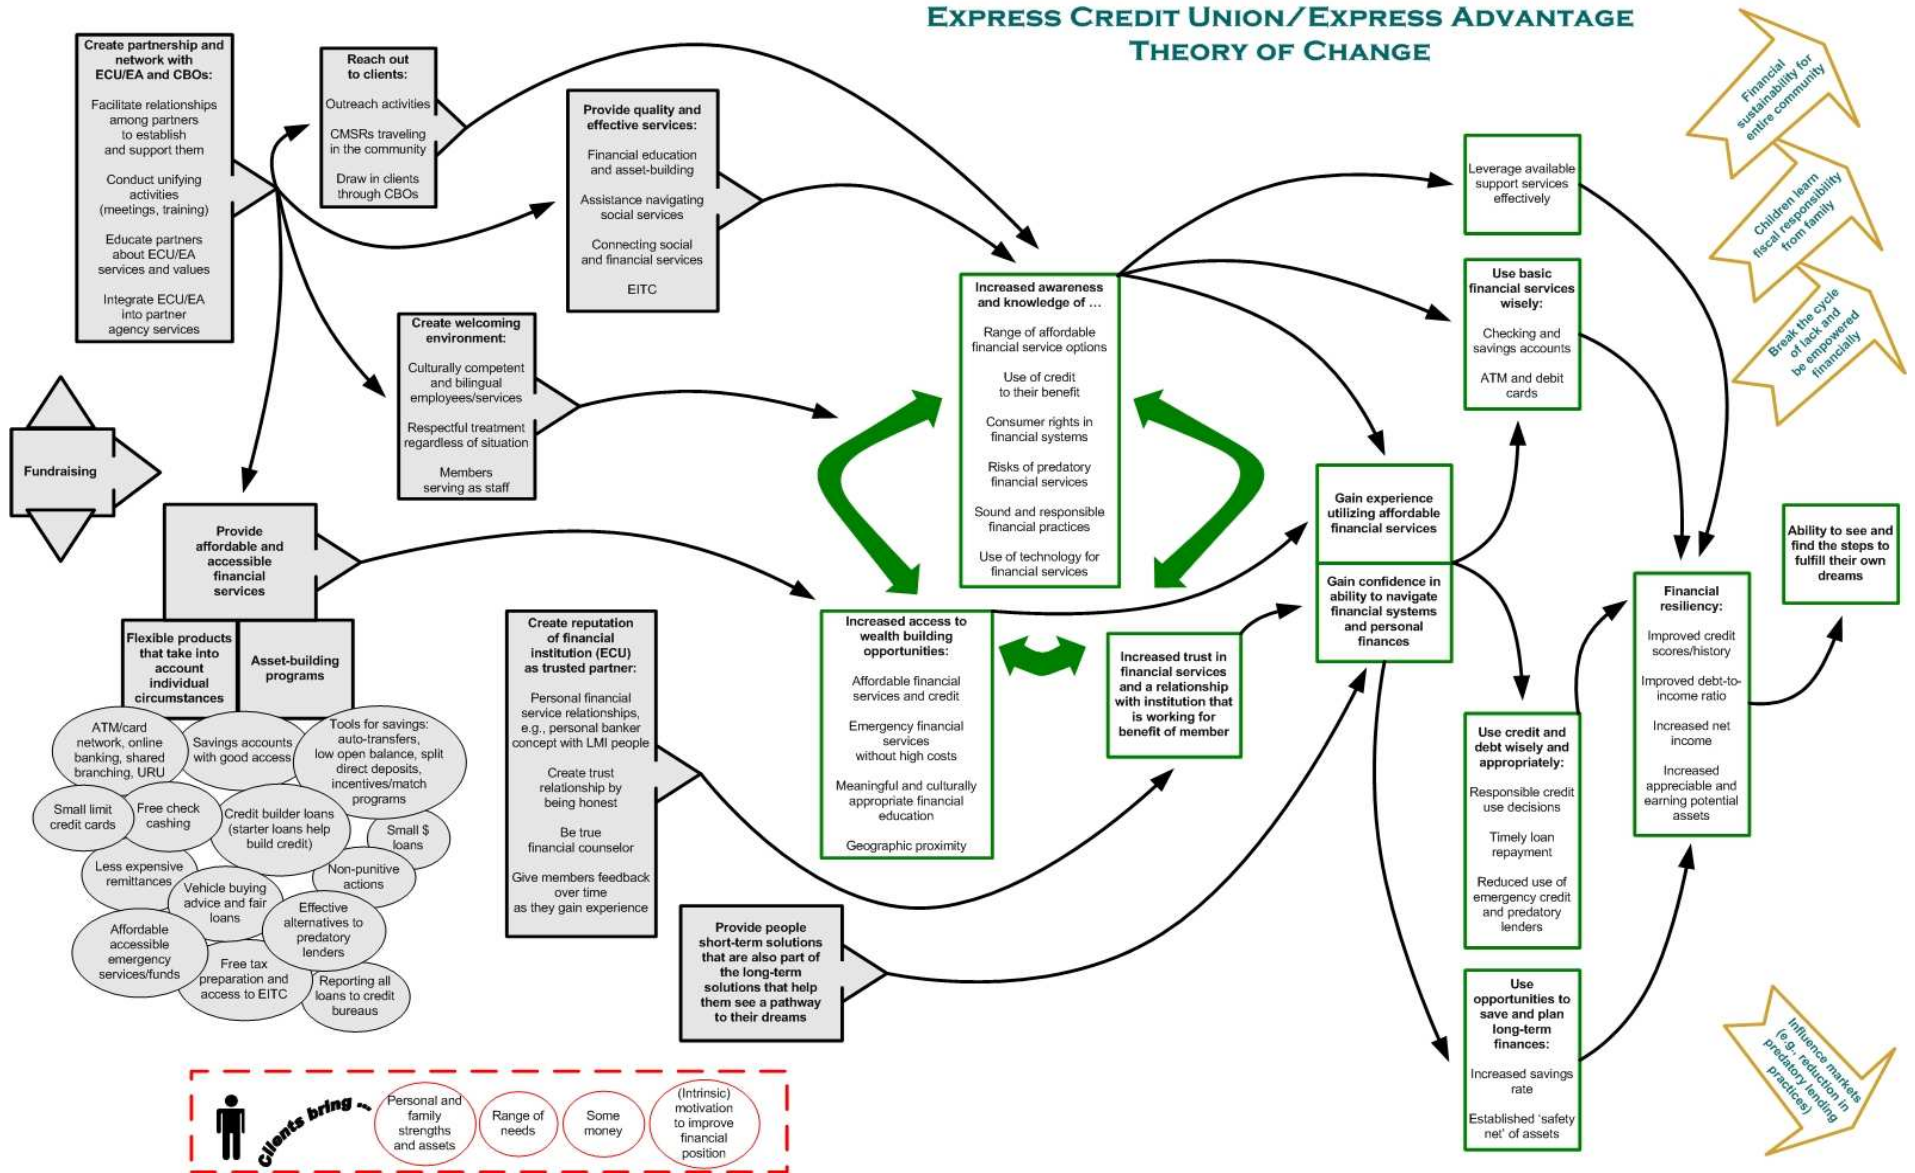 EXPRESS CREDIT UNION/EXPRESS ADVANTAGE
THEORY OF CHANGE
Create partnership and
network with
ECU/EA and CBOs:
Facilitate relationships
among partners
to establish
and support them
Conduct unifying
activities
(meetings, training)
Educate partners
about ECU/EA
services and values
Integrate ECU/EA
into partner
agency services
Reach out
to clients:
Outreach activities
CMSRs traveling
in the community
Draw in clients
through CBOs
Provide quality and
effective services:
Financial education
and asset-building
Assistance navigating
social services
Connecting social
and financial services
EITC
Create welcoming
environment:
Culturally competent
and bilingual
employees/services
Respectful treatment
regardless of situation
Members
serving as staff
Fundraising
Provide
affordable and
accessible
financial
services
Flexible products
that take into
account
individual
circumstances
Asset-building
programs
ATM/card
network, online
banking, shared
branching, URU
Savings accounts
with good access
Tools for savings:
auto-transfers,
low open balance, split
direct deposits,
incentives/match
programs
Small limit
credit cards
Free check
cashing
Credit builder loans
(starter loans help
build credit)
Small $
loans
Less expensive
remittances
Vehicle buying
advice and fair
loans
Non-punitive
actions
Affordable
accessible
emergency
services/funds
Effective
alternatives to
predatory
lenders
Free tax
preparation and
access to EITC
Reporting all
loans to credit
bureaus
Create reputation
of financial
institution (ECU)
as trusted partner:
Personal financial
service relationships,
e.g., personal banker
concept with LMI people
Create trust
relationship by
being honest
Be true
financial counselor
Give members feedback
over time
as they gain experience
Provide people
short-term solutions
that are also part of
the long-term
solutions that help
them see a pathway
to their dreams
Increased awareness
and knowledge of …
Range of affordable
financial service options
Use of credit
to their benefit
Consumer rights in
financial systems
Risks of predatory
financial services
Sound and responsible
financial practices
Use of technology for
financial services
Increased access to
wealth building
opportunities:
Affordable financial
services and credit
Emergency financial
services
without high costs
Meaningful and culturally
appropriate financial
education
Geographic proximity
Increased trust in
financial services
and a relationship
with institution that
is working for
benefit of member
Gain experience
utilizing affordable
financial services
Gain confidence in
ability to navigate
financial systems
and personal
finances
Leverage available
support services
effectively
Use basic
financial services
wisely:
Checking and
savings accounts
ATM and debit
cards
Use credit and
debt wisely and
appropriately:
Responsible credit
use decisions
Timely loan
repayment
Reduced use of
emergency credit
and predatory
lenders
Use
opportunities to
save and plan
long-term
finances:
Increased savings
rate
Established ‘safety
net’ of assets
Financial
resiliency:
Improved credit
scores/history
Improved debt-to-
income ratio
Increased net
income
Increased
appreciable and
earning potential
assets
Ability to see and
find the steps to
fulfill their own
dreams
Financial
sustainability for
entire community
Children learn
fiscal responsibility
from family
Break the cycle
of lack and
be empowered
financially
Influence markets
(e.g., reduction in
predatory lending
practices)
Clients bring ...
Personal and
family
strengths
and assets
Range of
needs
Some
money
(Intrinsic)
motivation
to improve
financial
position